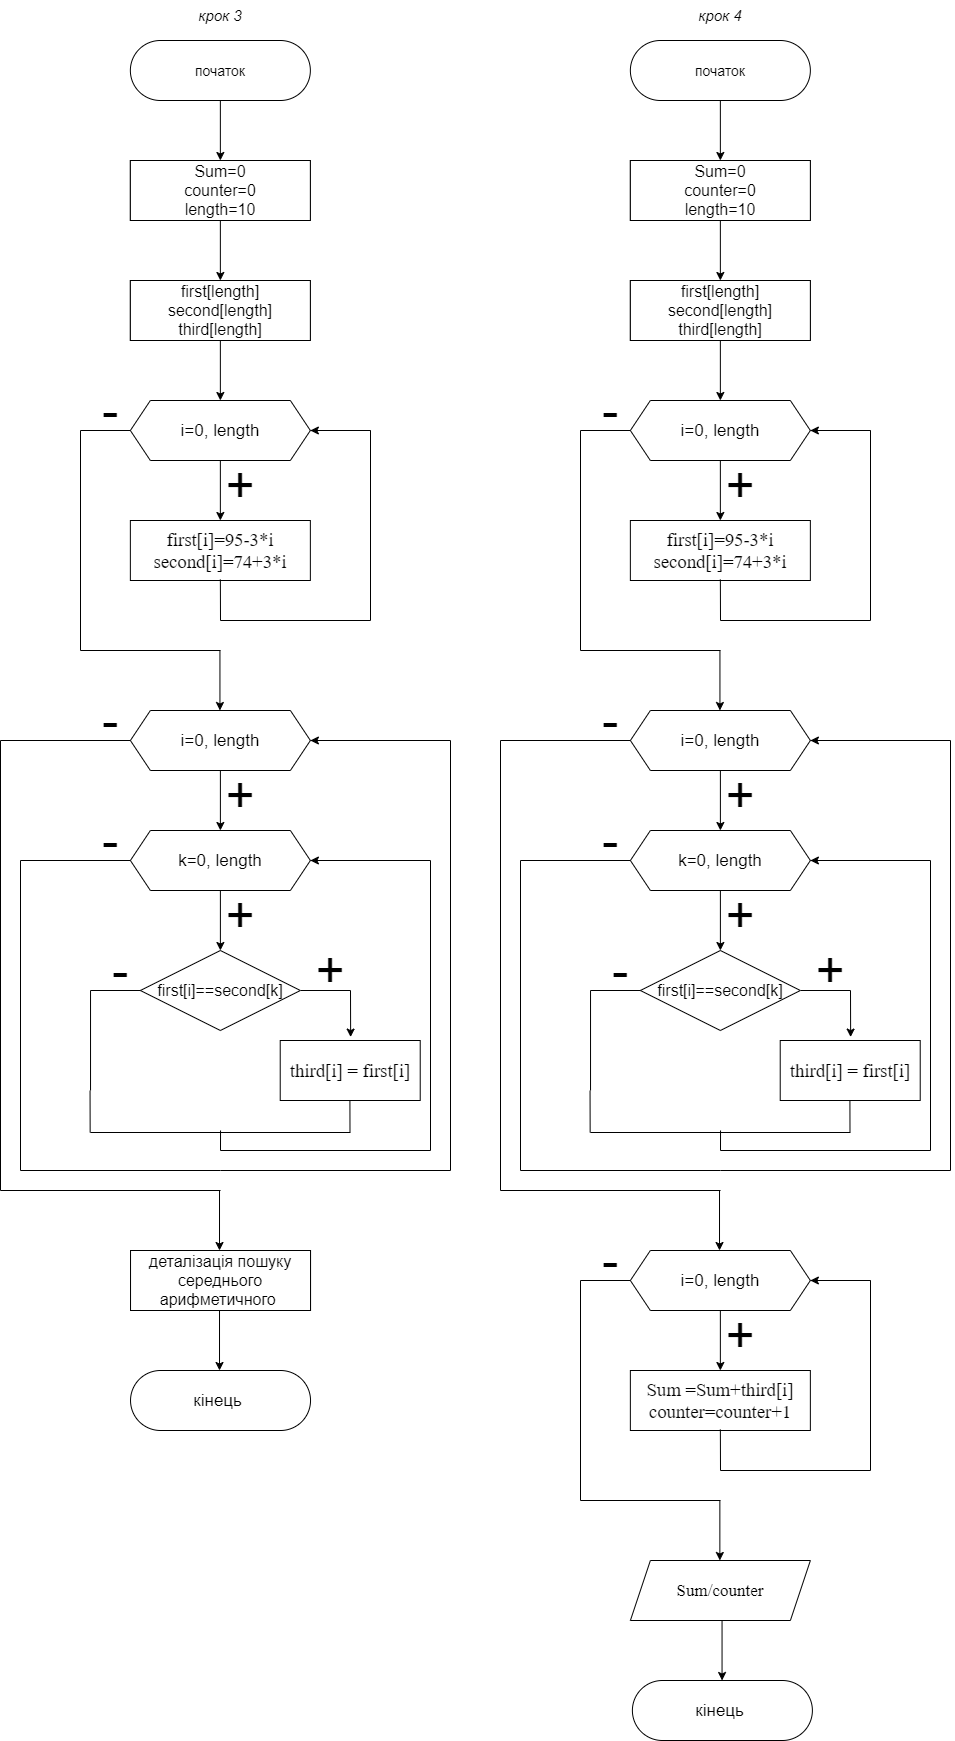 крок 3
початок
Sum=0
counter=0
length=10
first[length]
second[length]
third[length]
-
i=0, length
+
first[i]=95-3*i
second[i]=74+3*i
-
i=0, length
+
-
k=0, length
+
-
first[i]==second[k]
+
third[i] = first[i]
деталізація пошуку
середнього
арифметичного
кінець
крок 4
початок
Sum=0
counter=0
length=10
first[length]
second[length]
third[length]
-
i=0, length
+
first[i]=95-3*i
second[i]=74+3*i
-
i=0, length
+
-
k=0, length
+
-
first[i]==second[k]
+
third[i] = first[i]
-
i=0, length
+
Sum =Sum+third[i]
counter=counter+1
Sum/counter
кінець